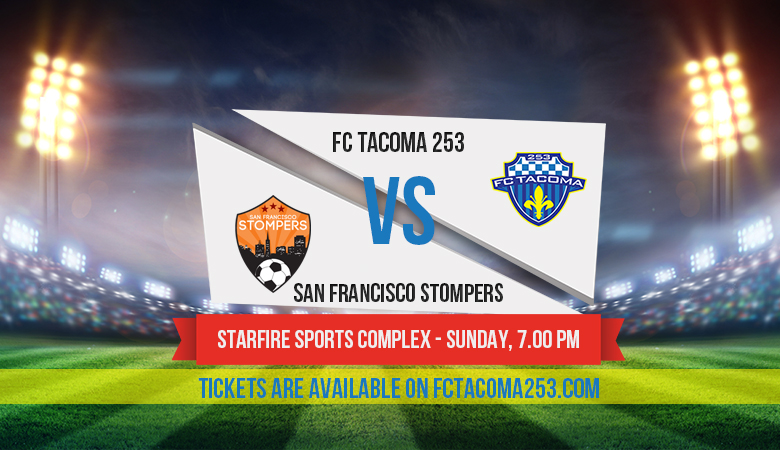 FC TACOMA 253
253
FC TACOMA
VS
SAN FRANCISCO
STOMPERS
SAN FRANCISCO STOMPERS
STARFIRE SPORTS COMPLEX - SUNDAY, 7.00 PM
TICKETS ARE AVAILABLE ON FCTACOMA253.COM